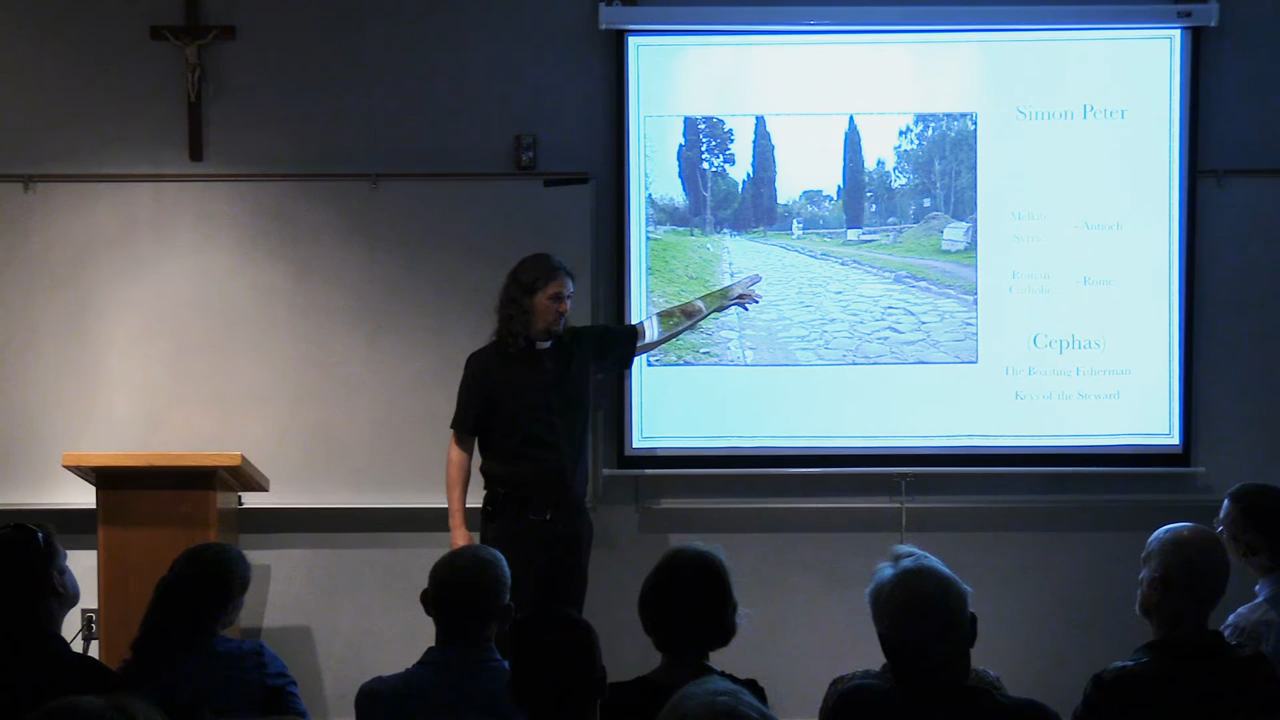 Simon Peter
Melkite
Syriac
- Antioch
Roman
Catholic
- Rome
(Cephas)
The Boasting Fisherman
Keys of the Steward